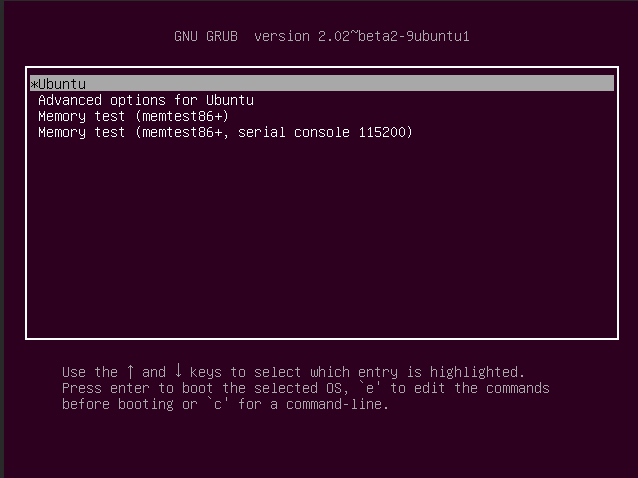 GNU GRUB  version 2.02~beta2-9ubuntu1
*Ubuntu
Advanced options for Ubuntu
Memory test (memtest86+)
Memory test (memtest86+, serial console 115200)
Use the ↑ and ↓ keys to select which entry is highlighted.
Press enter to boot the selected OS, `e' to edit the commands
before booting or `c' for a command-line.